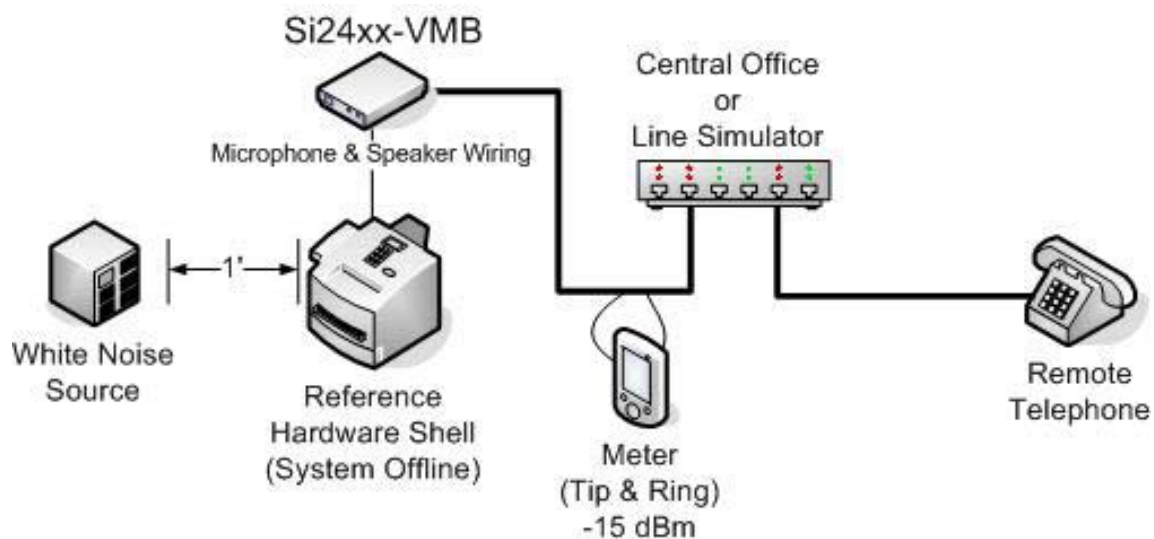 Si24xx-VMB
Central Office
or
Line Simulator
Microphone & Speaker Wiring
1'
White Noise
Source
Reference
Hardware Shell
(System Offline)
Meter
(Tip & Ring)
-15 dBm
Remote
Telephone